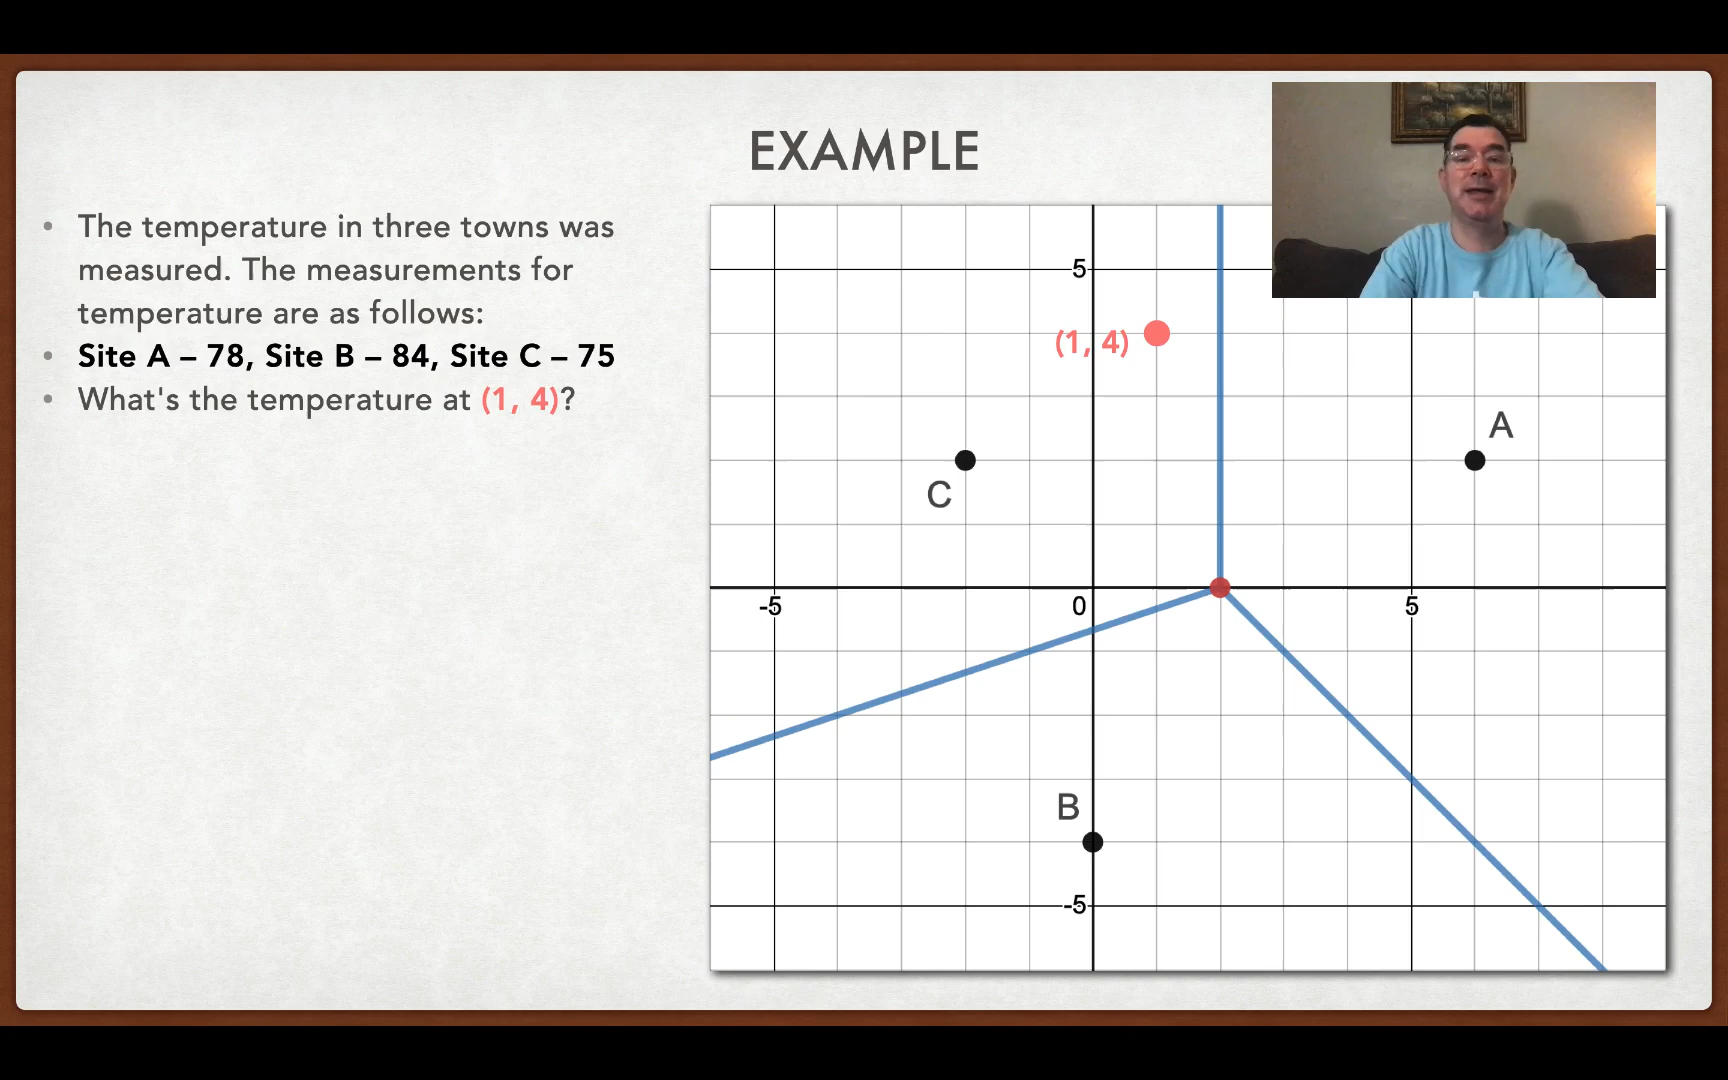 EXAMPLE
• The temperature in three towns was
measured. The measurements for
temperature are as follows:
• Site A – 78, Site B – 84, Site C – 75
• What's the temperature at (1, 4)?
5
(1, 4)
A
C
-5
0
5
B
-5